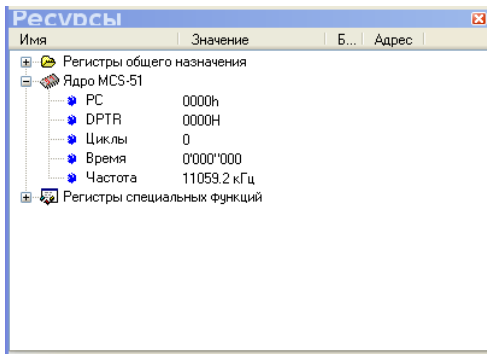 Ресурсы
Имя Значение Б... Адрес
Регистры общего назначения
Ядро MCS-51
PC 0000h
DPTR 0000H
Циклы 0
Время 0'000''000
Частота 11059.2 кГц
Регистры специальных функций